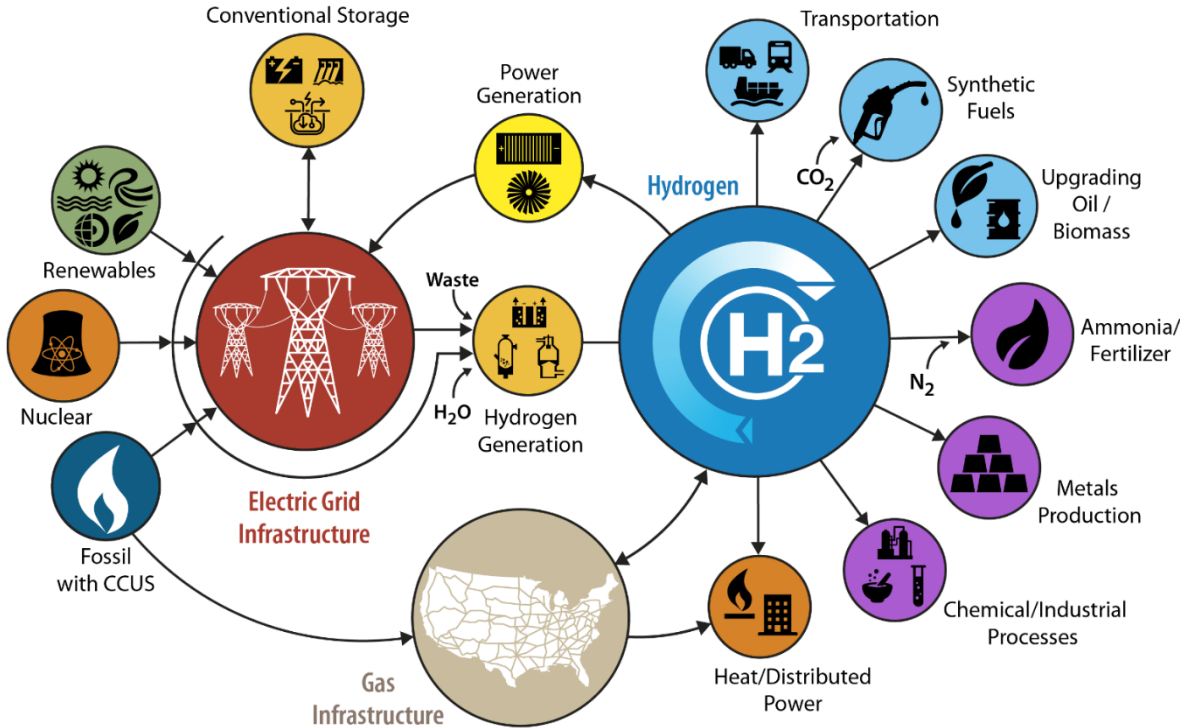 Conventional Storage
Transportation
Power
Generation
Synthetic
Fuels
CO₂
Hydrogen
Upgrading
Oil /
Biomass
Renewables
Waste
H2
Ammonia/
Fertilizer
N₂
Nuclear
H₂O
Hydrogen
Generation
Electric Grid
Infrastructure
Metals
Production
Fossil
with CCUS
Chemical/Industrial
Processes
Gas
Infrastructure
Heat/Distributed
Power